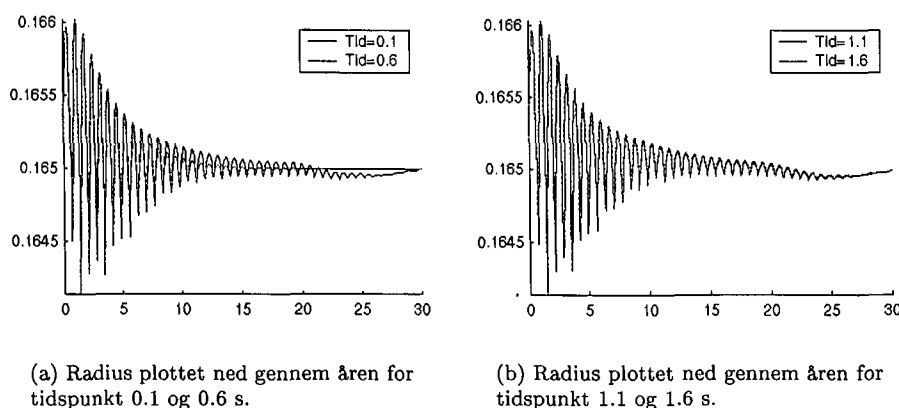 0.166
0.1655
0.165
0.1645
0 5 10 15 20 25 30
Tid=0.1
Tid=0.6
(a) Radius plottet ned gennem åren for
tidspunkt 0.1 og 0.6 s.
0.166
0.1655
0.165
0.1645
0 5 10 15 20 25 30
Tid=1.1
Tid=1.6
(b) Radius plottet ned gennem åren for
tidspunkt 1.1 og 1.6 s.